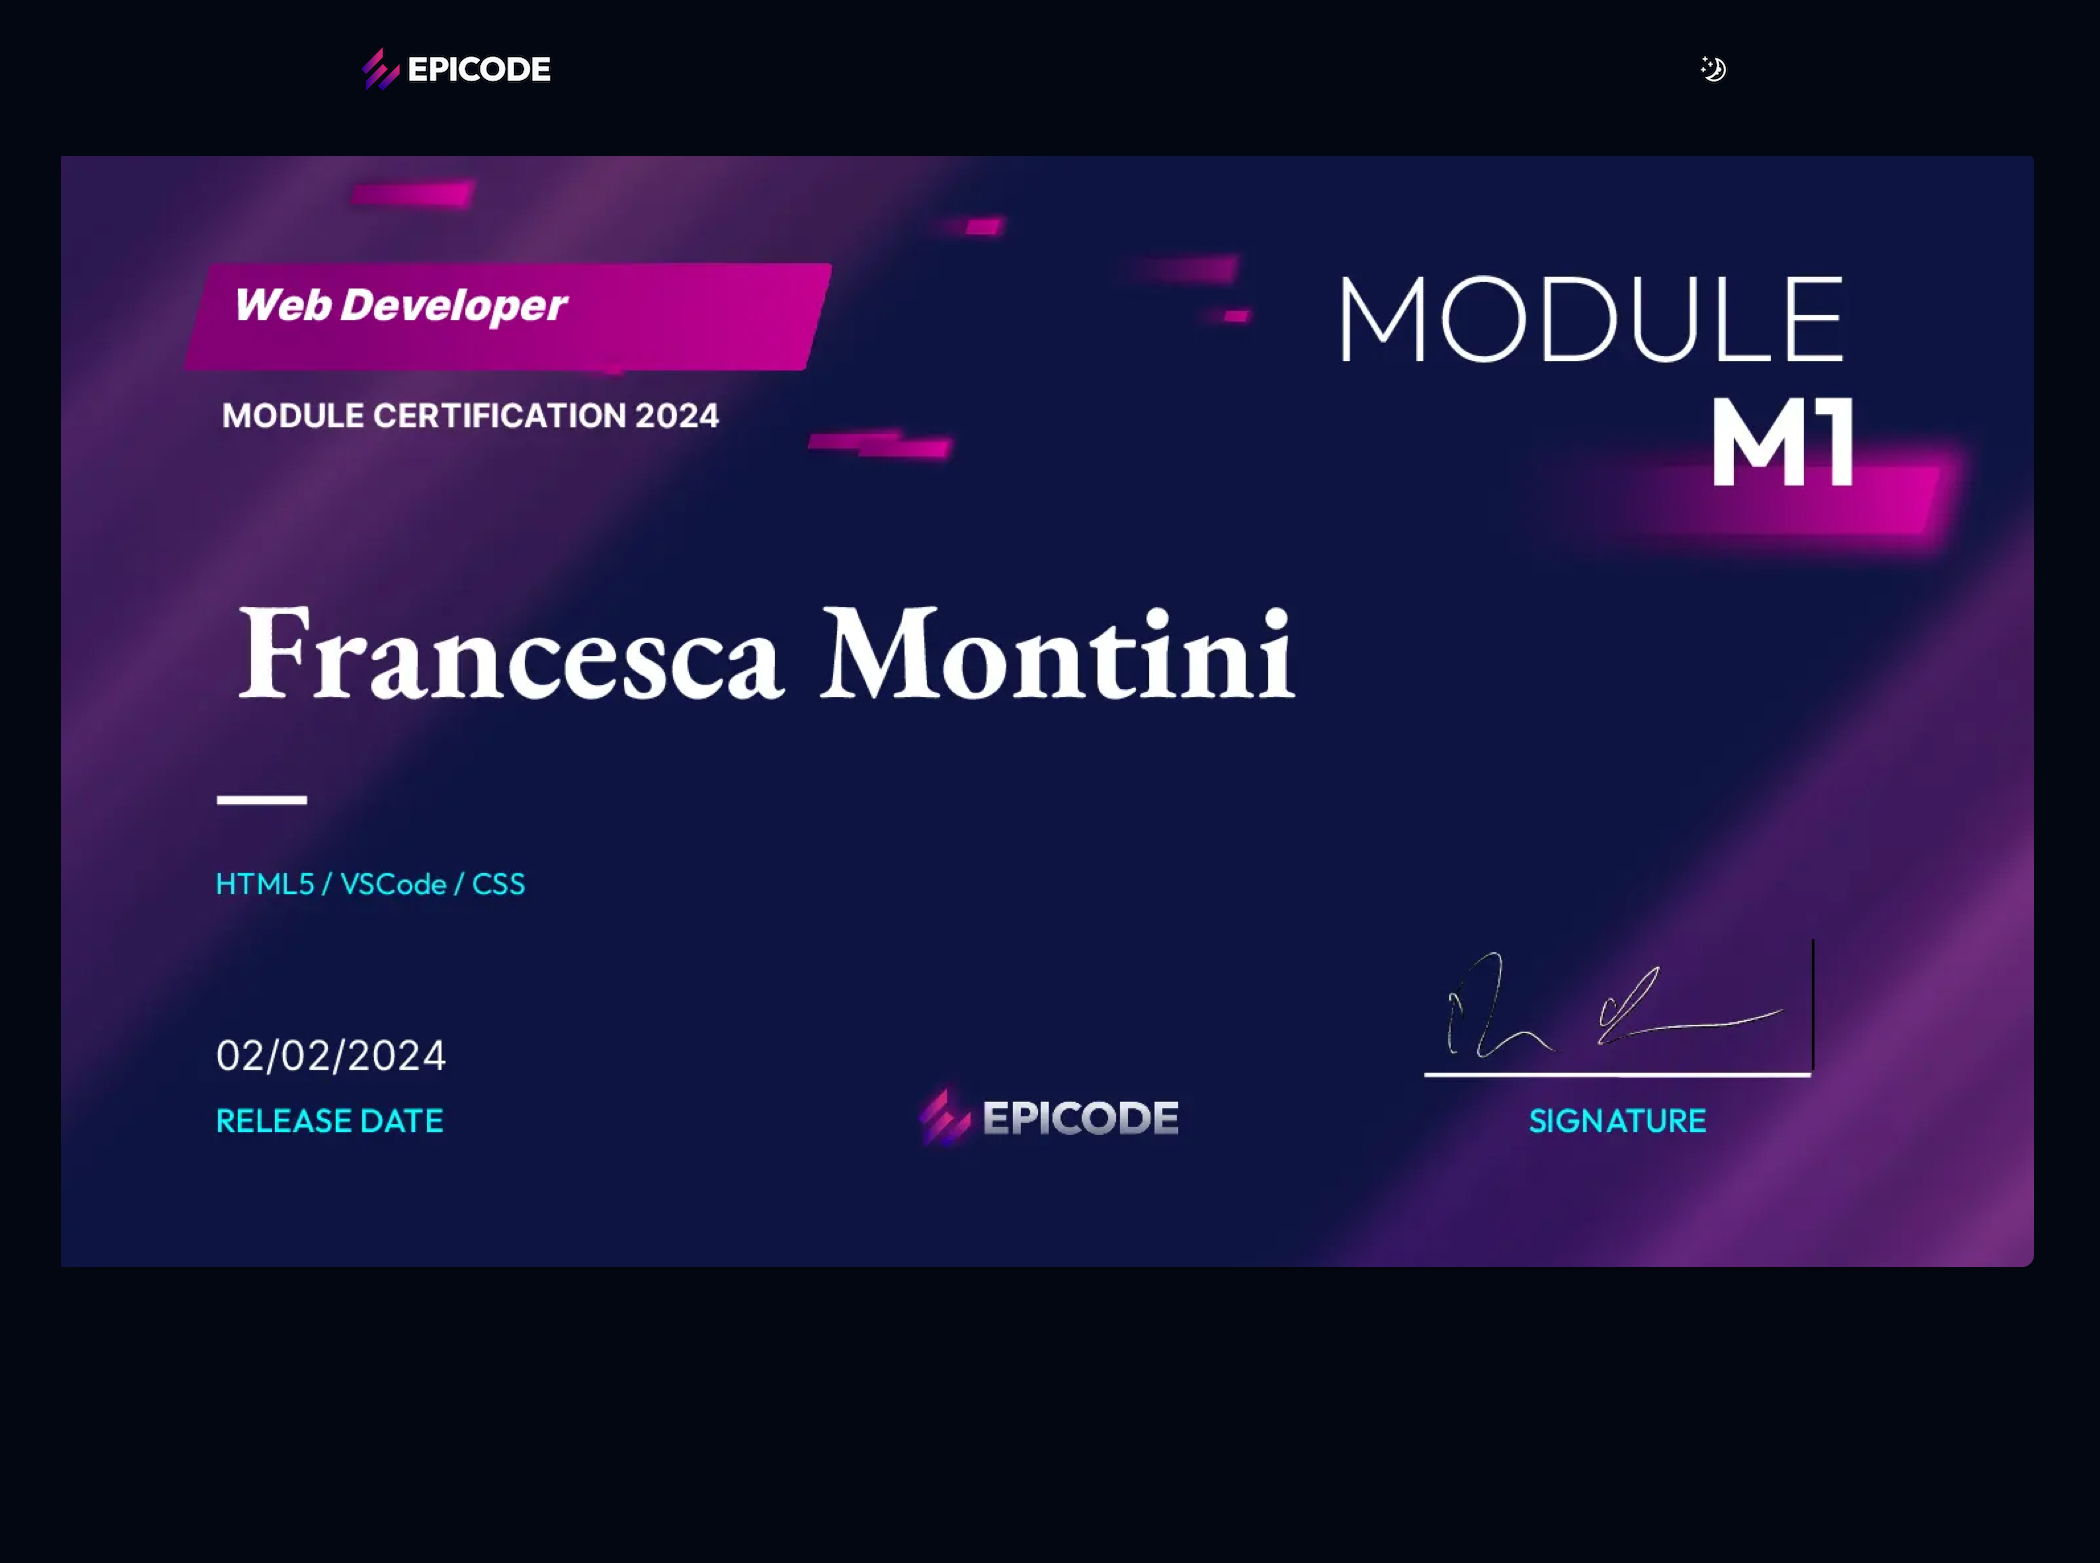 EPICODE
Web Developer
MODULE CERTIFICATION 2024
MODULE
M1
Francesca Montini
HTML5 / VSCode / CSS
02/02/2024
RELEASE DATE
EPICODE
SIGNATURE